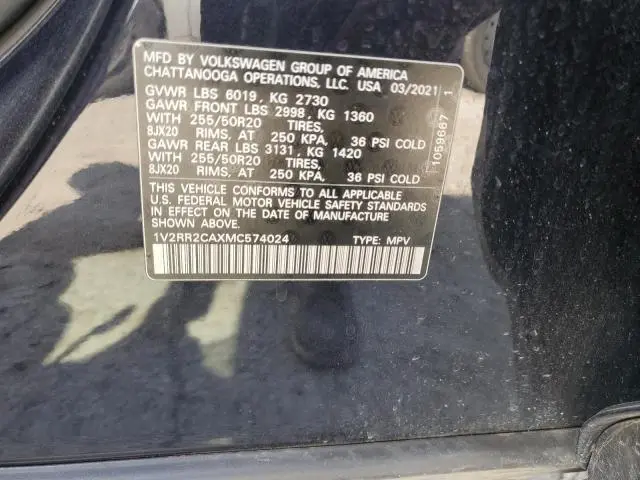 MFD BY VOLKSWAGEN GROUP OF AMERICA
CHATTANOOGA OPERATIONS, LLC. USA 03/2021
GVWR LBS 6019, KG 2730
GAWR FRONT LBS 2998, KG 1360
WITH 255/50R20 TIRES,
8JX20 RIMS, AT 250 KPA, 36 PSI COLD
GAWR REAR LBS 3131, KG 1420
WITH 255/50R20 TIRES,
8JX20 RIMS, AT 250 KPA, 36 PSI COLD
THIS VEHICLE CONFORMS TO ALL APPLICABLE
U.S. FEDERAL MOTOR VEHICLE SAFETY STANDARDS
IN EFFECT ON THE DATE OF MANUFACTURE
SHOWN ABOVE.
1V2RR2CAXMC574024 TYPE: MPV
1059667 1